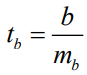 t_b = b / m_b